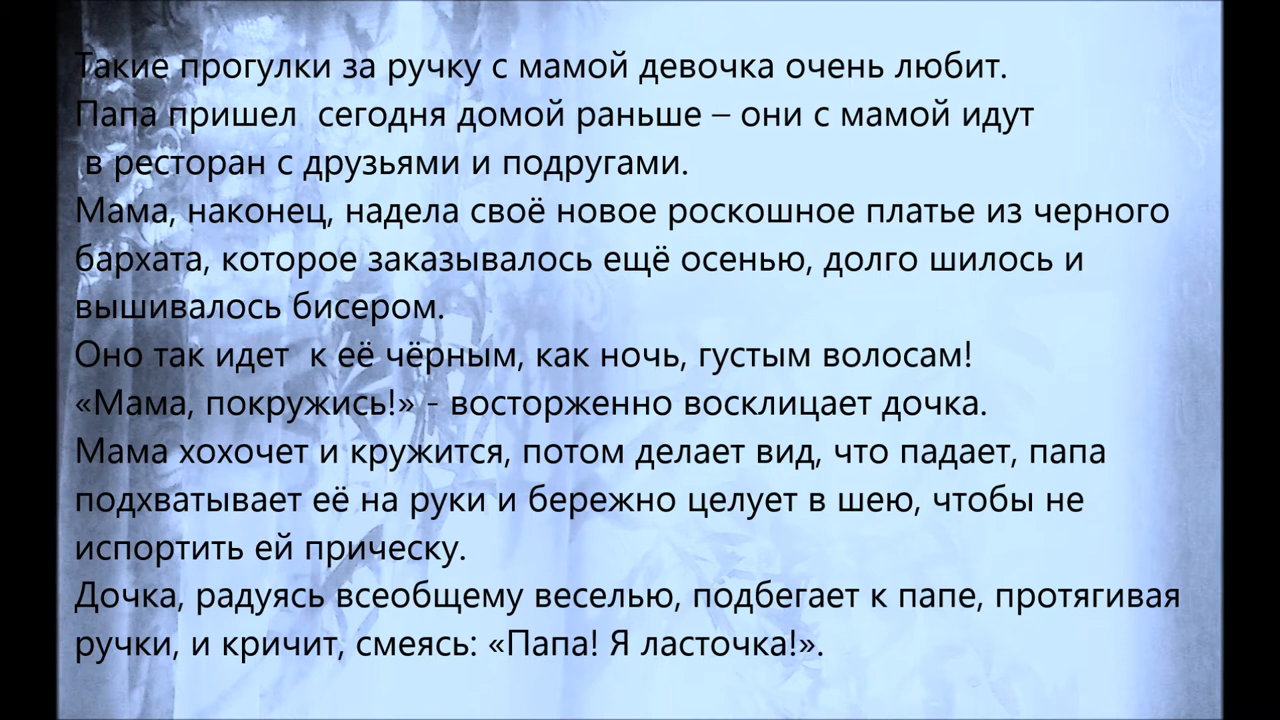 Такие прогулки за ручку с мамой девочка очень любит.
Папа пришел  сегодня домой раньше – они с мамой идут
в ресторан с друзьями и подругами.
Мама, наконец, надела своё новое роскошное платье из черного
бархата, которое заказывалось ещё осенью, долго шилось и
вышивалось бисером.
Оно так идет  к её чёрным, как ночь, густым волосам!
«Мама, покружись!» - восторженно восклицает дочка.
Мама хохочет и кружится, потом делает вид, что падает, папа
подхватывает её на руки и бережно целует в шею, чтобы не
испортить ей прическу.
Дочка, радуясь всеобщему веселью, подбегает к папе, протягивая
ручки, и кричит, смеясь: «Папа! Я ласточка!».